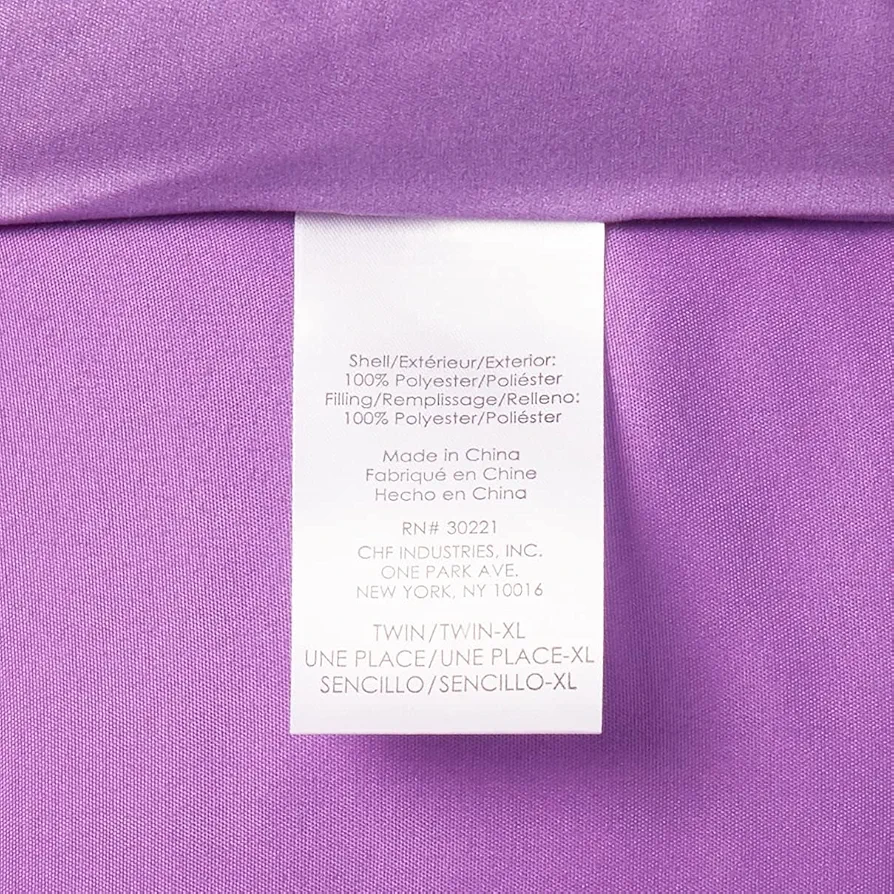 Shell/Extérieur/Exterior:
100% Polyester/Poliéster
Filling/Remplissage/Relleno:
100% Polyester/Poliéster
Made in China
Fabriqué en Chine
Hecho en China
RN# 30221
CHF INDUSTRIES, INC.
ONE PARK AVE.
NEW YORK, NY 10016
TWIN/TWIN-XL
UNE PLACE/UNE PLACE-XL
SENCILLO/SENCILLO-XL